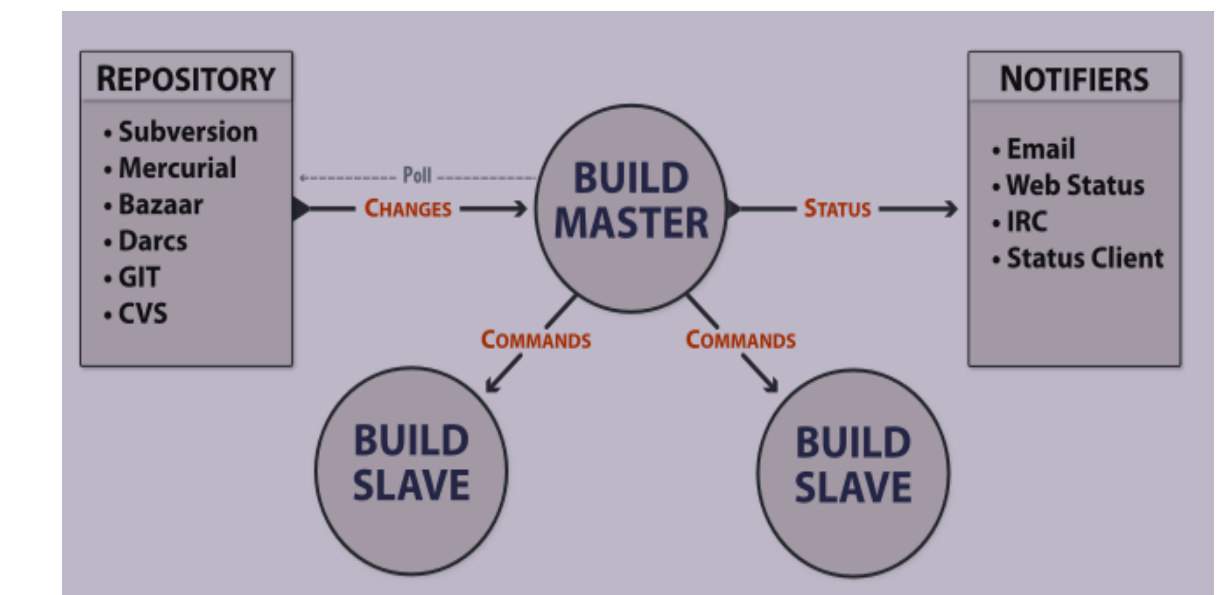 REPOSITORY
• Subversion
• Mercurial
• Bazaar
• Darcs
• GIT
• CVS
Poll
CHANGES
BUILD
MASTER
STATUS
NOTIFIERS
• Email
• Web Status
• IRC
• Status Client
COMMANDS
COMMANDS
BUILD
SLAVE
BUILD
SLAVE